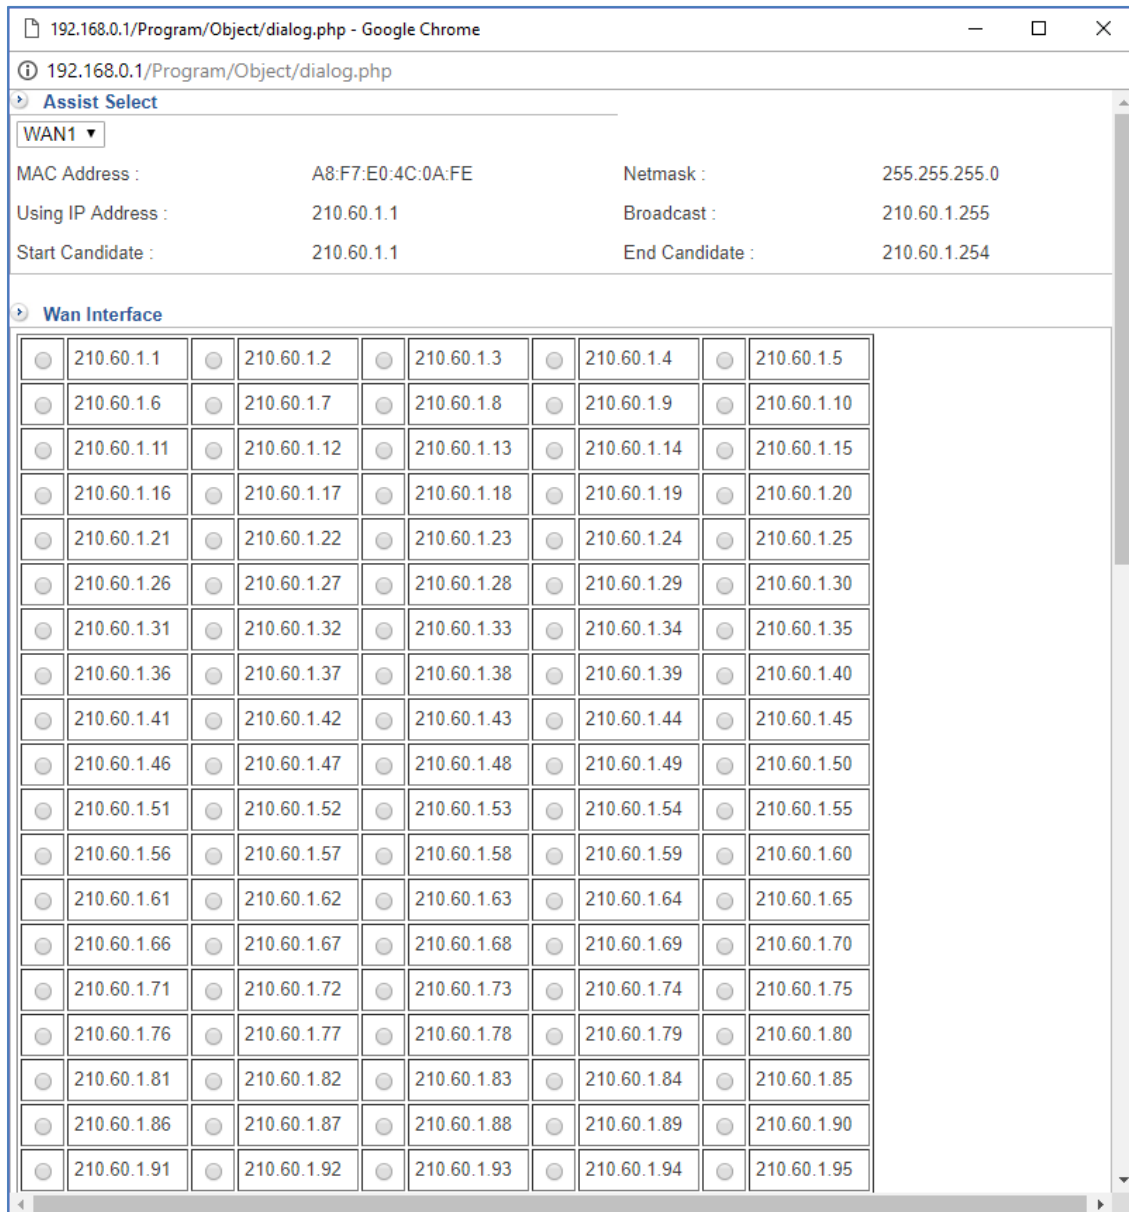 192.168.0.1/Program/Object/dialog.php - Google Chrome
192.168.0.1/Program/Object/dialog.php
Assist Select
WAN1
MAC Address : A8:F7:E0:4C:0A:FE Netmask : 255.255.255.0
Using IP Address : 210.60.1.1 Broadcast : 210.60.1.255
Start Candidate : 210.60.1.1 End Candidate : 210.60.1.254
Wan Interface
210.60.1.1 210.60.1.2 210.60.1.3 210.60.1.4 210.60.1.5
210.60.1.6 210.60.1.7 210.60.1.8 210.60.1.9 210.60.1.10
210.60.1.11 210.60.1.12 210.60.1.13 210.60.1.14 210.60.1.15
210.60.1.16 210.60.1.17 210.60.1.18 210.60.1.19 210.60.1.20
210.60.1.21 210.60.1.22 210.60.1.23 210.60.1.24 210.60.1.25
210.60.1.26 210.60.1.27 210.60.1.28 210.60.1.29 210.60.1.30
210.60.1.31 210.60.1.32 210.60.1.33 210.60.1.34 210.60.1.35
210.60.1.36 210.60.1.37 210.60.1.38 210.60.1.39 210.60.1.40
210.60.1.41 210.60.1.42 210.60.1.43 210.60.1.44 210.60.1.45
210.60.1.46 210.60.1.47 210.60.1.48 210.60.1.49 210.60.1.50
210.60.1.51 210.60.1.52 210.60.1.53 210.60.1.54 210.60.1.55
210.60.1.56 210.60.1.57 210.60.1.58 210.60.1.59 210.60.1.60
210.60.1.61 210.60.1.62 210.60.1.63 210.60.1.64 210.60.1.65
210.60.1.66 210.60.1.67 210.60.1.68 210.60.1.69 210.60.1.70
210.60.1.71 210.60.1.72 210.60.1.73 210.60.1.74 210.60.1.75
210.60.1.76 210.60.1.77 210.60.1.78 210.60.1.79 210.60.1.80
210.60.1.81 210.60.1.82 210.60.1.83 210.60.1.84 210.60.1.85
210.60.1.86 210.60.1.87 210.60.1.88 210.60.1.89 210.60.1.90
210.60.1.91 210.60.1.92 210.60.1.93 210.60.1.94 210.60.1.95